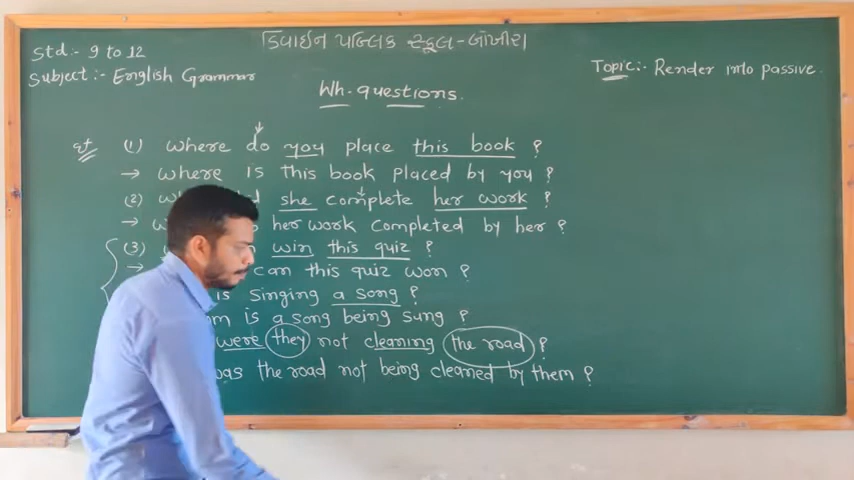 Std:- 9 to 12
Subject:- English Grammar
ડિવાઈન પબ્લિક સ્કૂલ-બોખીરા
Topic:- Render into passive.
Wh-questions.
ef (1) where do you place this book ?
→ where is this book placed by you ?
(2) she complete her work ?
→ her work completed by her ?
(3) win this quiz ?
→ can this quiz won ?
is singing a song ?
is a song being sung ?
were they not cleaning the road ?
was the road not being cleaned by them ?